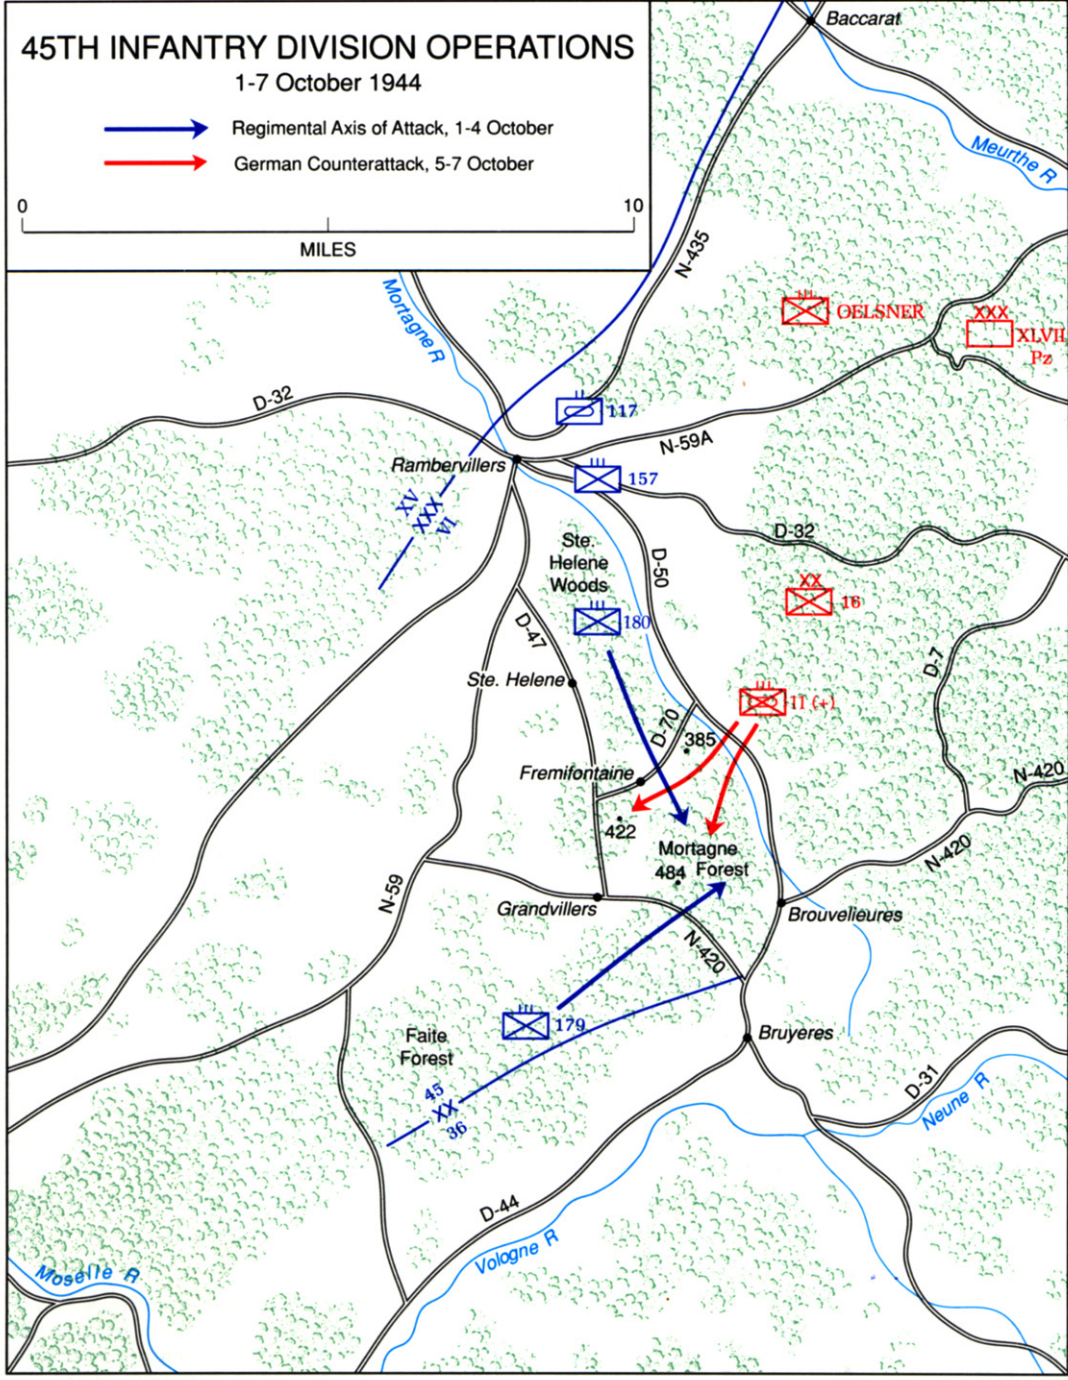 45TH INFANTRY DIVISION OPERATIONS
1-7 October 1944
Regimental Axis of Attack, 1-4 October
German Counterattack, 5-7 October
0
10
MILES
Baccarat
Meurthe R
N-435
Mortagne R
OELSNER
XXX
XLVII
Pz
D-32
117
N-59A
Rambervillers
157
XV
XXX
VI
D-32
Ste.
Helene
Woods
D-50
XX
16
180
D-47
D-7
Ste. Helene
11 (+)
D-70
385
Fremifontaine
N-420
422
Mortagne
Forest
484
N-420
N-59
Grandvillers
Brouvelieures
N-420
179
Bruyeres
Faite
Forest
45
XX
36
D-31
Neune R
D-44
Vologne R
Moselle R